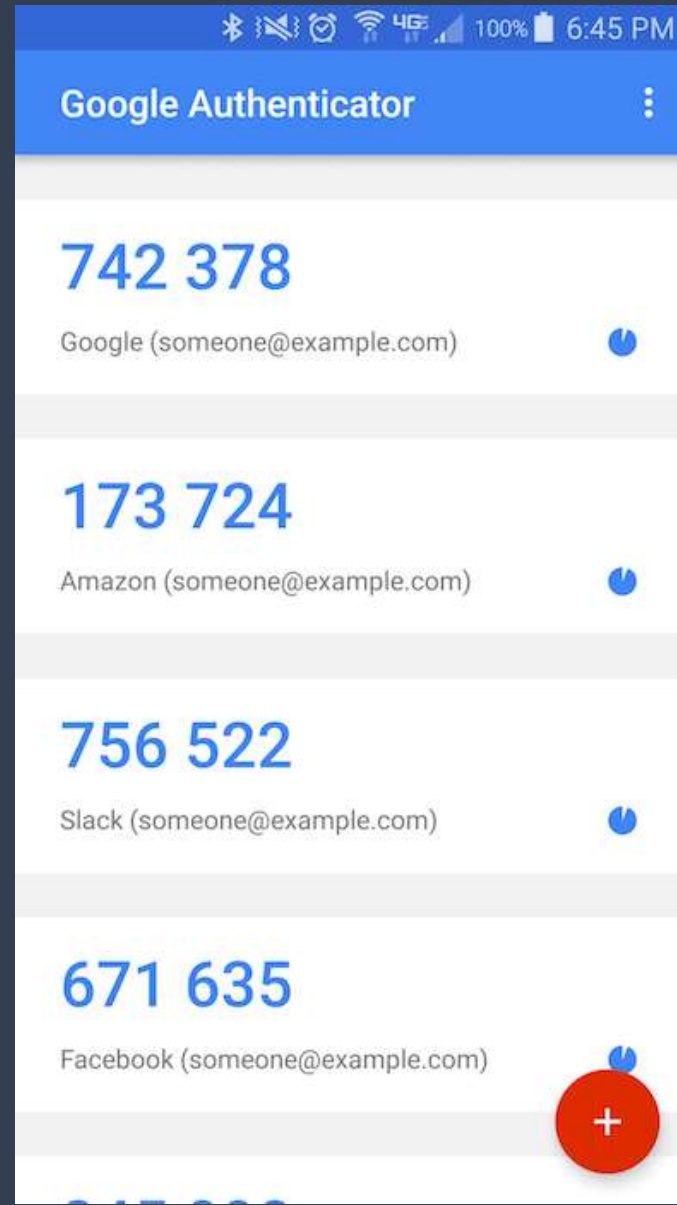 4G 100% 6:45 PM
Google Authenticator
742 378
Google (someone@example.com)
173 724
Amazon (someone@example.com)
756 522
Slack (someone@example.com)
671 635
Facebook (someone@example.com)
+